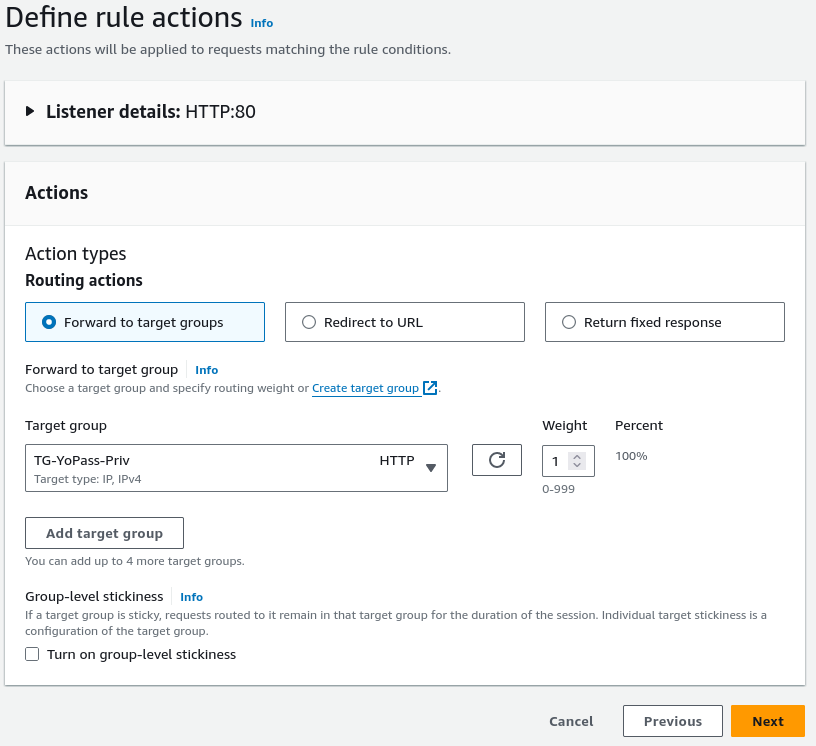 Define rule actions Info
These actions will be applied to requests matching the rule conditions.
Listener details: HTTP:80
Actions
Action types
Routing actions
Forward to target groups
Redirect to URL
Return fixed response
Forward to target group Info
Choose a target group and specify routing weight or Create target group.
Target group
Weight
Percent
TG-YoPass-Priv
HTTP
Target type: IP, IPv4
1
100%
0-999
Add target group
You can add up to 4 more target groups.
Group-level stickiness Info
If a target group is sticky, requests routed to it remain in that target group for the duration of the session. Individual target stickiness is a
configuration of the target group.
Turn on group-level stickiness
Cancel
Previous
Next